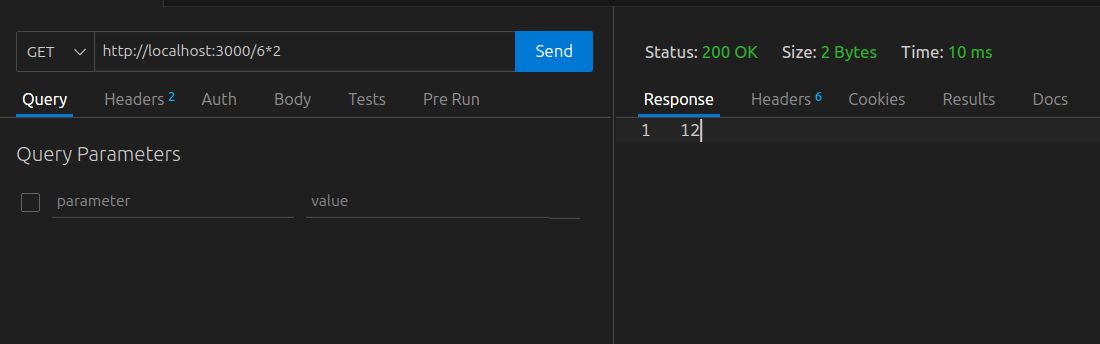 GET http://localhost:3000/6*2 Send
Query Headers 2 Auth Body Tests Pre Run
Query Parameters
parameter value
Status: 200 OK Size: 2 Bytes Time: 10 ms
Response Headers 6 Cookies Results Docs
1 12